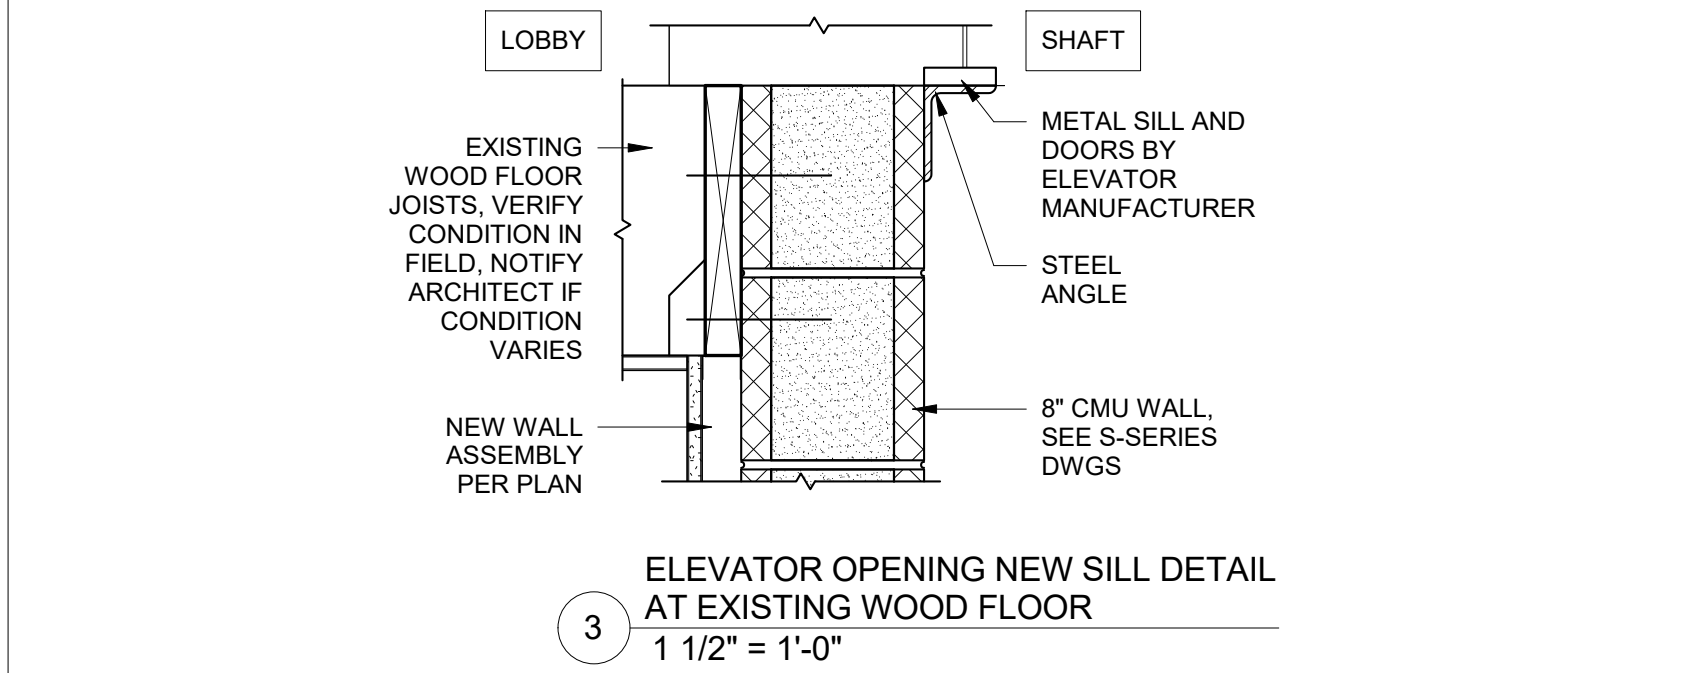 LOBBY
SHAFT
EXISTING
WOOD FLOOR
JOISTS, VERIFY
CONDITION IN
FIELD, NOTIFY
ARCHITECT IF
CONDITION
VARIES
METAL SILL AND
DOORS BY
ELEVATOR
MANUFACTURER
STEEL
ANGLE
NEW WALL
ASSEMBLY
PER PLAN
8" CMU WALL,
SEE S-SERIES
DWGS
3
ELEVATOR OPENING NEW SILL DETAIL
AT EXISTING WOOD FLOOR
1 1/2" = 1'-0"